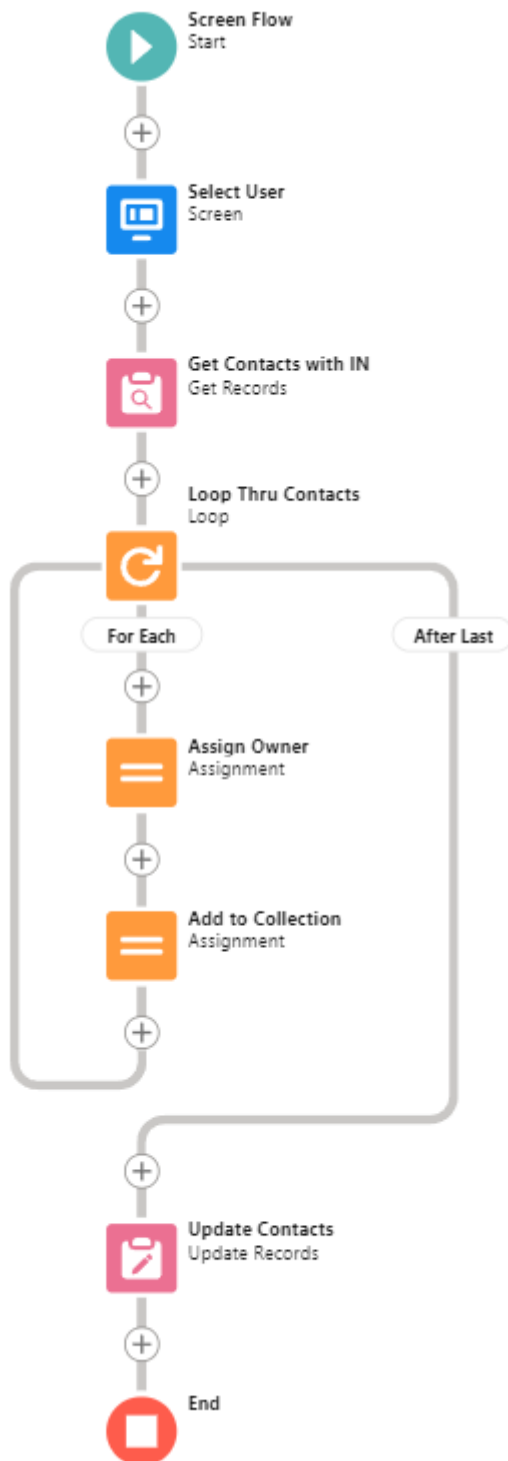 Screen Flow
Start
Select User
Screen
Get Contacts with IN
Get Records
Loop Thru Contacts
Loop
For Each
After Last
Assign Owner
Assignment
Add to Collection
Assignment
Update Contacts
Update Records
End